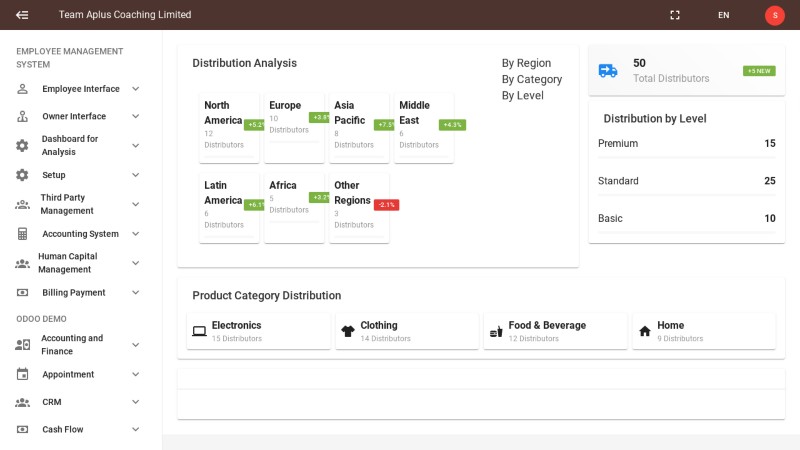 Team Aplus Coaching Limited
EN
S
EMPLOYEE MANAGEMENT
SYSTEM
Employee Interface
Owner Interface
Dashboard for
Analysis
Setup
Third Party
Management
Accounting System
Human Capital
Management
Billing Payment
ODOO DEMO
Accounting and
Finance
Appointment
CRM
Cash Flow
Distribution Analysis
By Region
By Category
By Level
North
America
+5.2%
12
Distributors
Europe
+3.8%
10
Distributors
Asia
Pacific
+7.5%
8
Distributors
Middle
East
+4.3%
6
Distributors
Latin
America
+6.1%
6
Distributors
Africa
+3.2%
5
Distributors
Other
Regions
-2.1%
3
Distributors
50
Total Distributors
+5 NEW
Distribution by Level
Premium 15
Standard 25
Basic 10
Product Category Distribution
Electronics
15 Distributors
Clothing
14 Distributors
Food & Beverage
12 Distributors
Home
9 Distributors